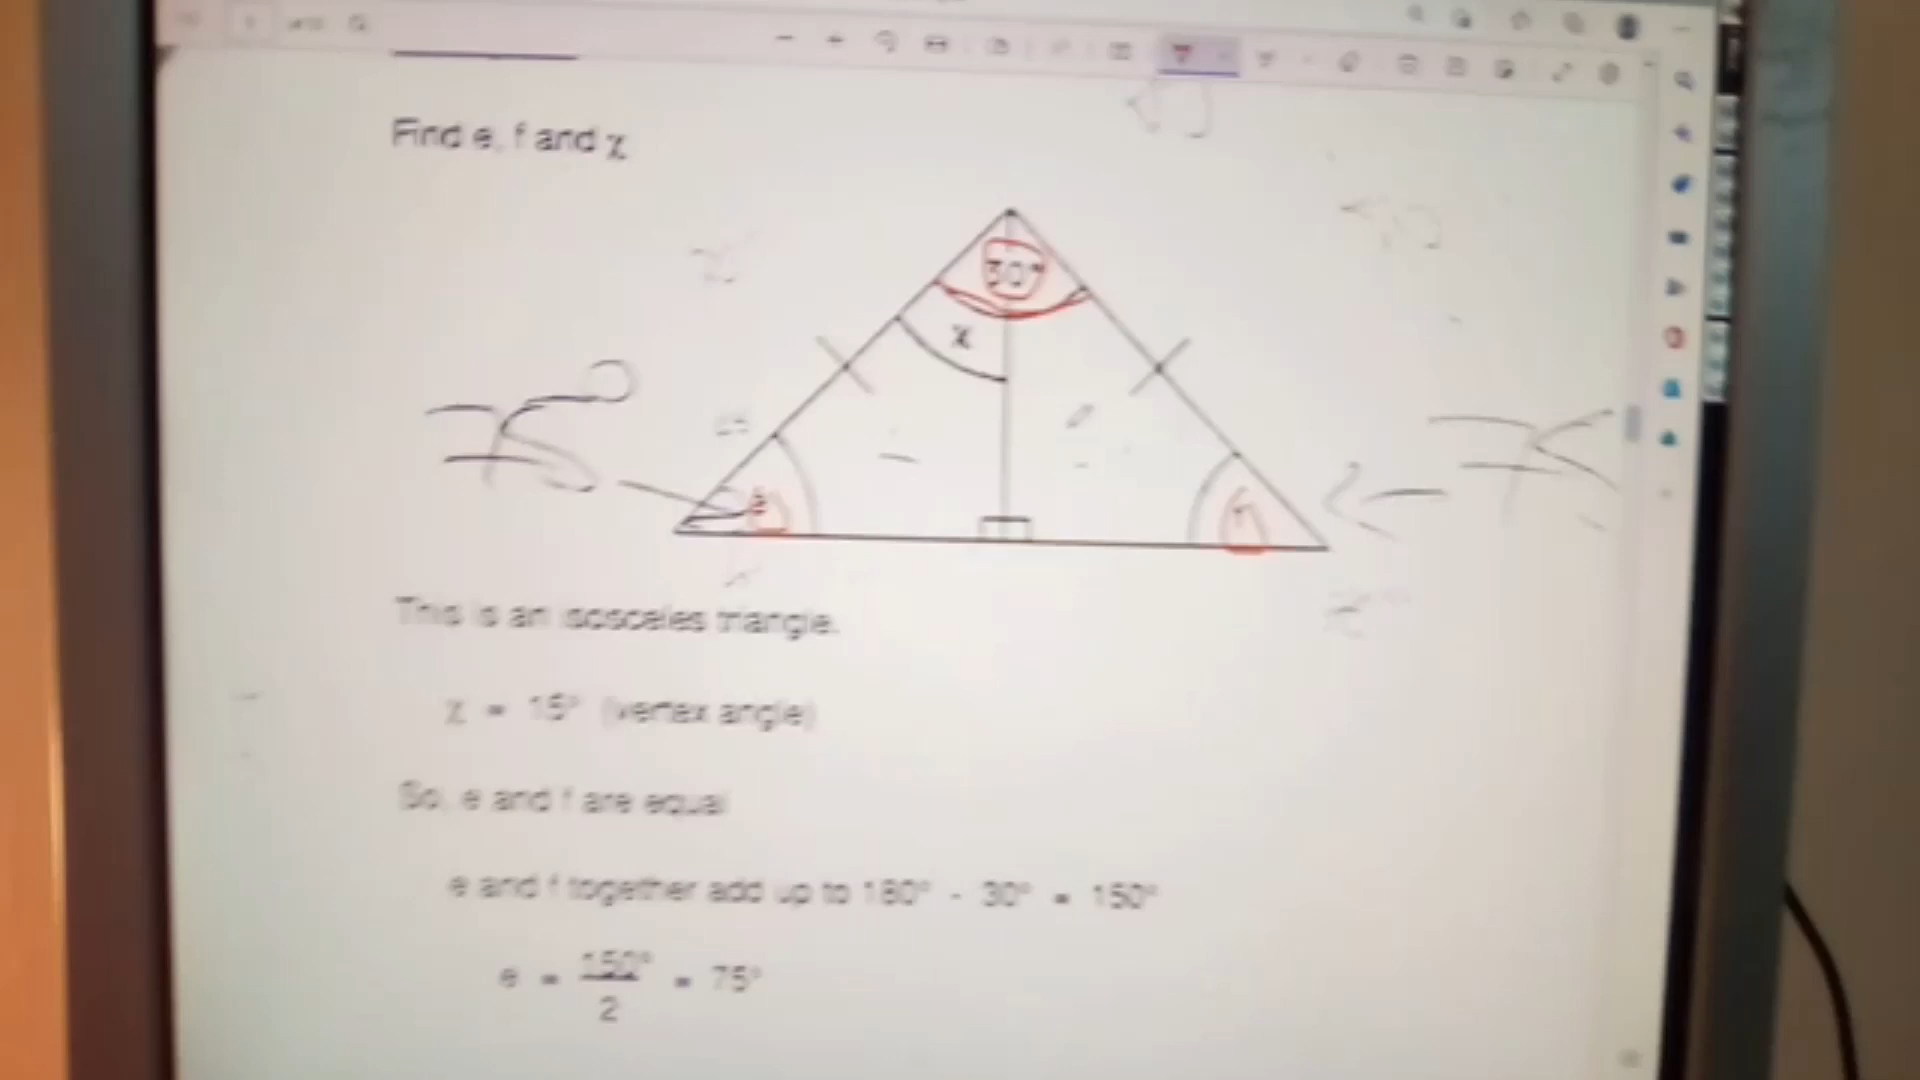 Find e, f and χ
30°
χ
e
f
This is an isosceles triangle.
χ = 15° (vertex angle)
So, e and f are equal
e and f together add up to 180° - 30° = 150°
e = 150° = 75°
2